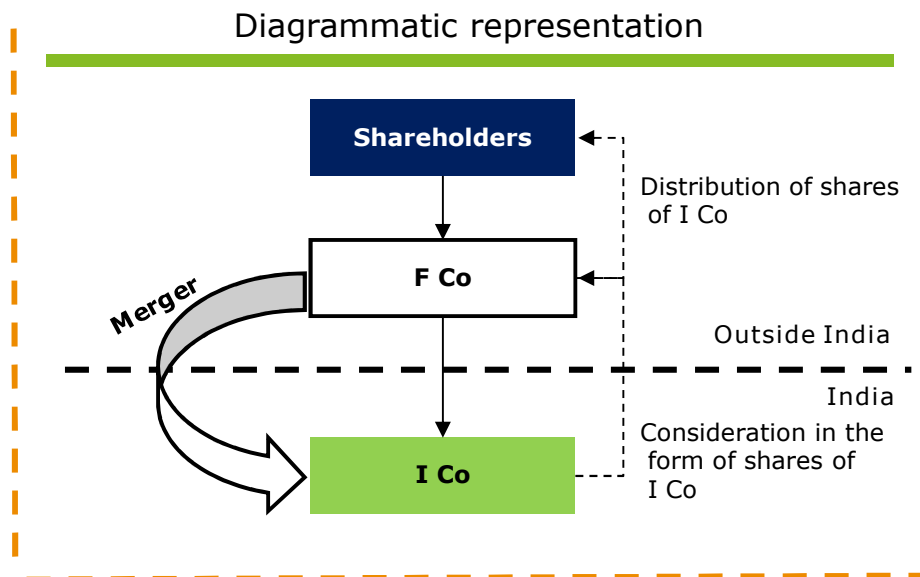 Diagrammatic representation
Shareholders
Distribution of shares
of I Co
F Co
Merger
Outside India
India
Consideration in the
form of shares of
I Co
I Co